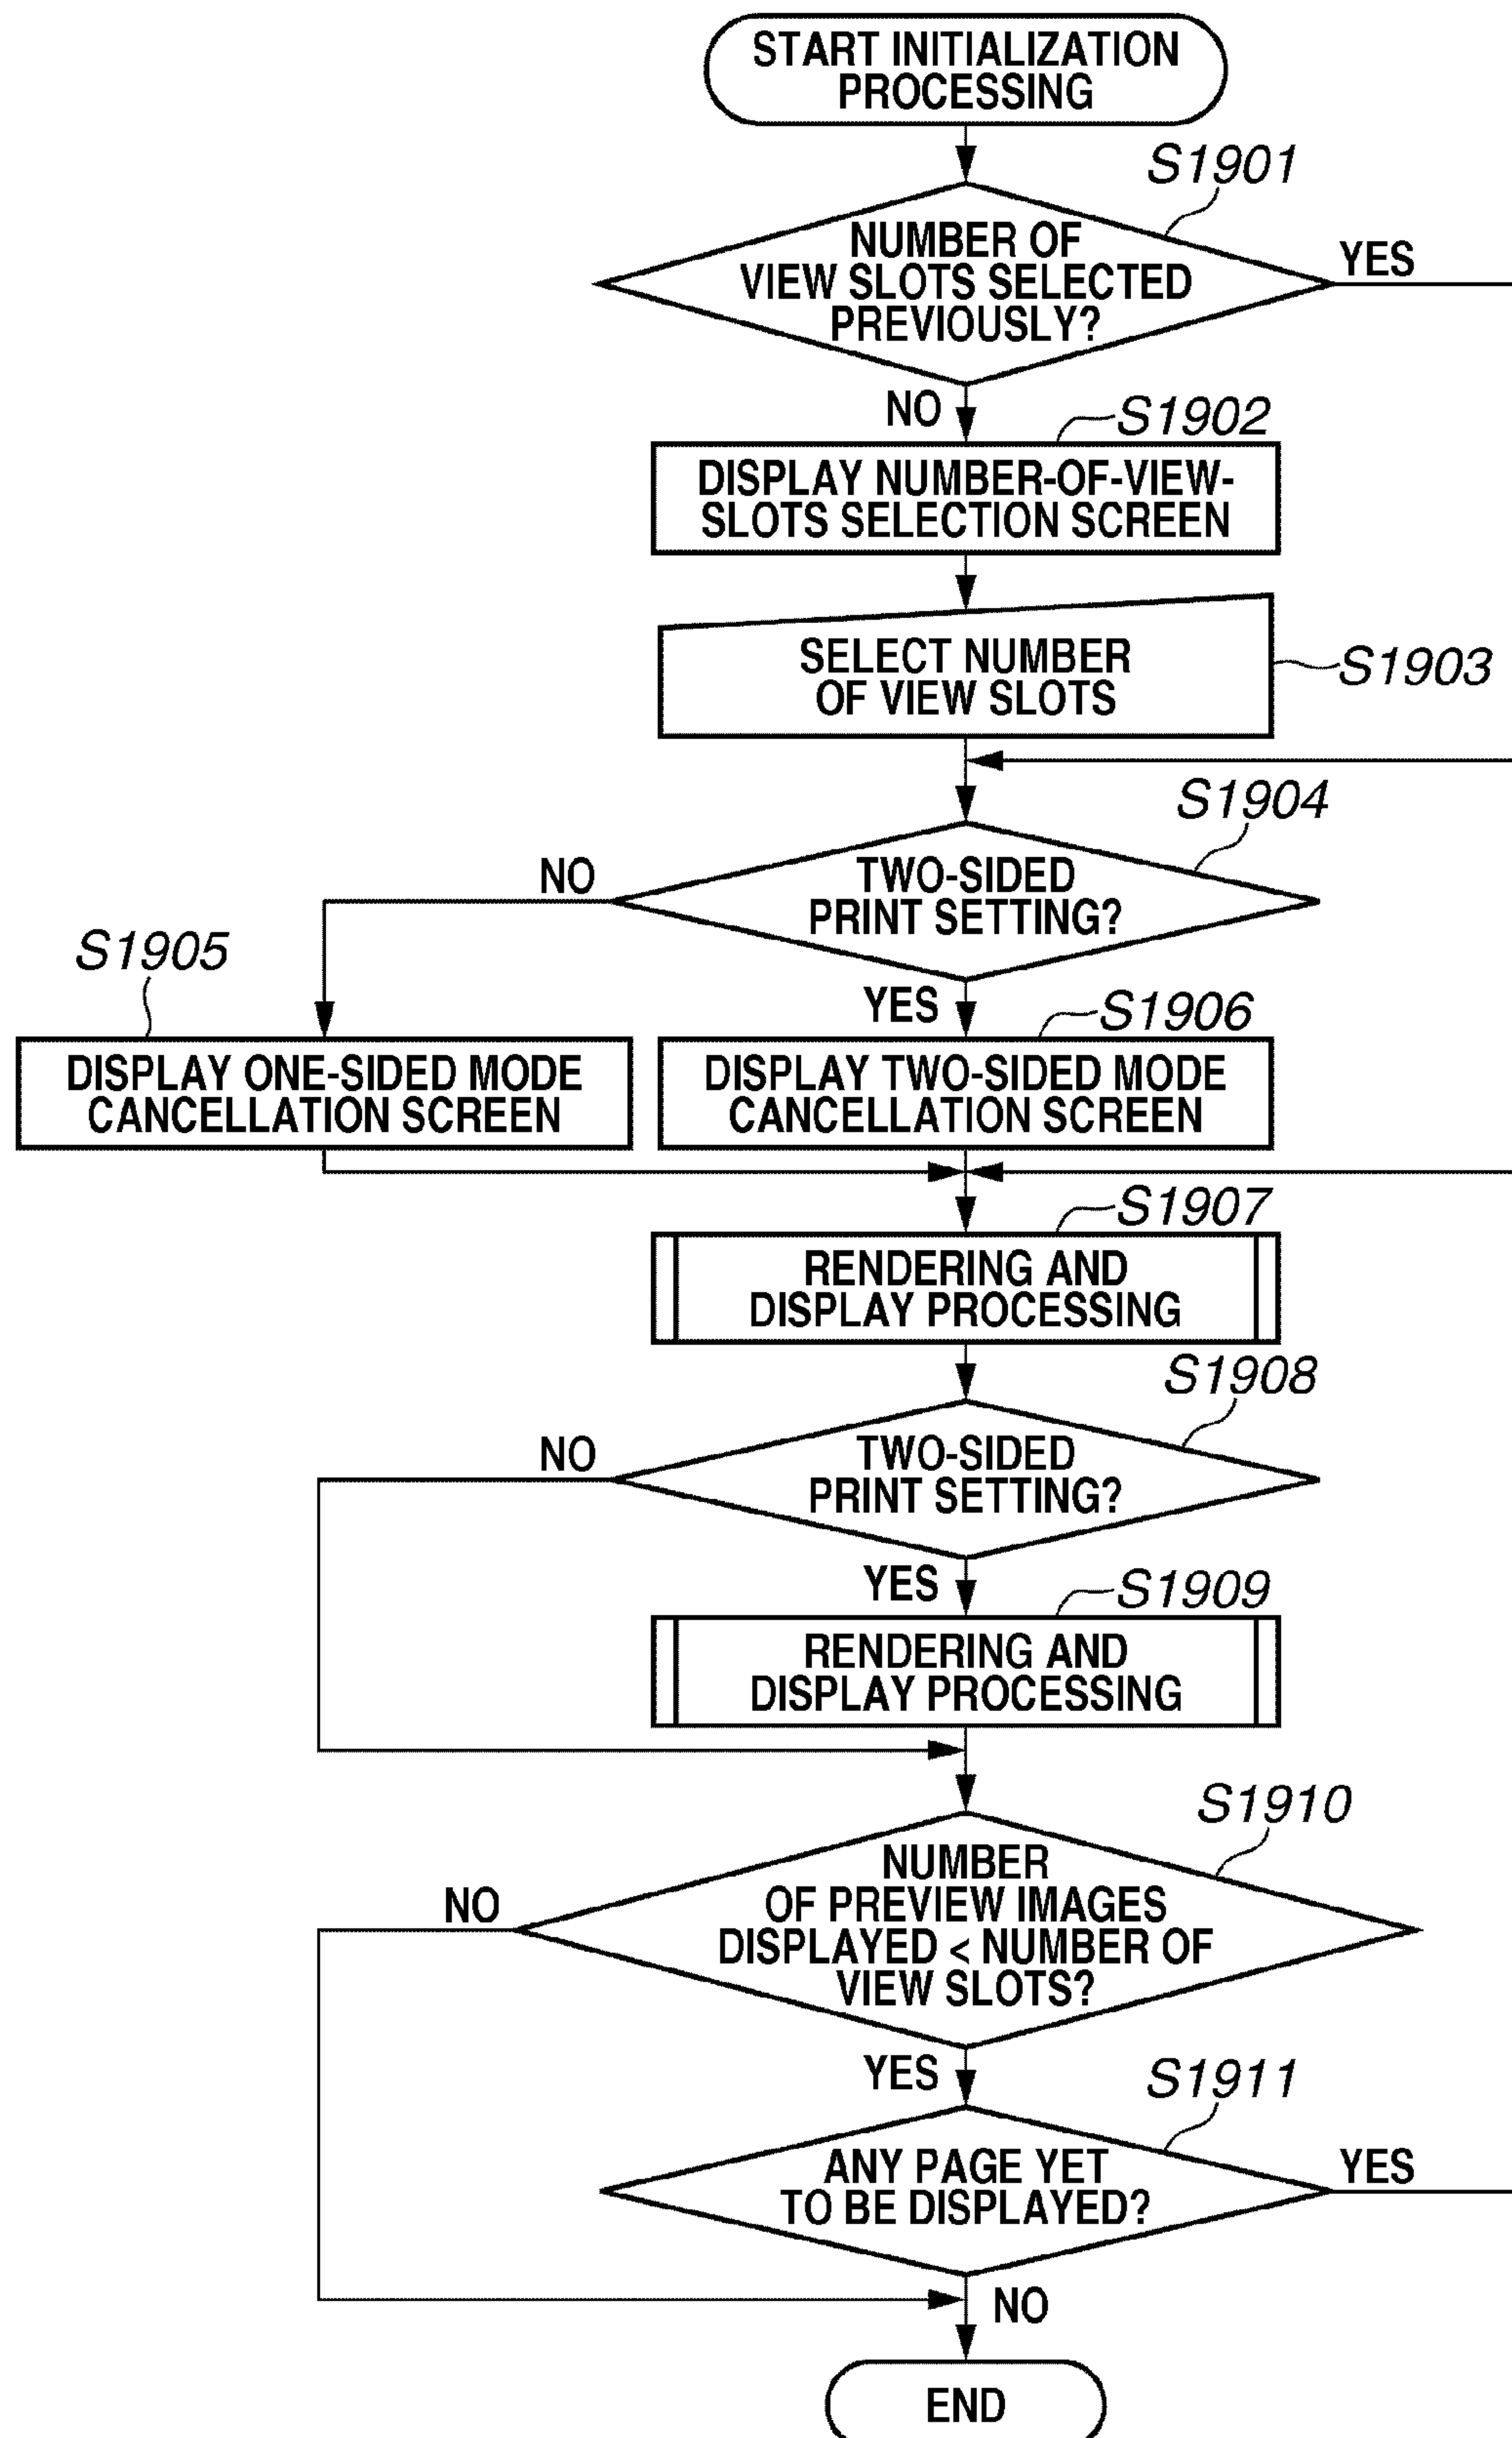 START INITIALIZATION
PROCESSING
S1901
NUMBER OF
VIEW SLOTS SELECTED
PREVIOUSLY?
YES
NO
S1902
DISPLAY NUMBER-OF-VIEW-
SLOTS SELECTION SCREEN
SELECT NUMBER
OF VIEW SLOTS
S1903
S1904
TWO-SIDED
PRINT SETTING?
NO
YES
S1905
DISPLAY ONE-SIDED MODE
CANCELLATION SCREEN
S1906
DISPLAY TWO-SIDED MODE
CANCELLATION SCREEN
S1907
RENDERING AND
DISPLAY PROCESSING
S1908
TWO-SIDED
PRINT SETTING?
NO
YES
S1909
RENDERING AND
DISPLAY PROCESSING
S1910
NUMBER
OF PREVIEW IMAGES
DISPLAYED < NUMBER OF
VIEW SLOTS?
NO
YES
S1911
ANY PAGE YET
TO BE DISPLAYED?
YES
NO
END